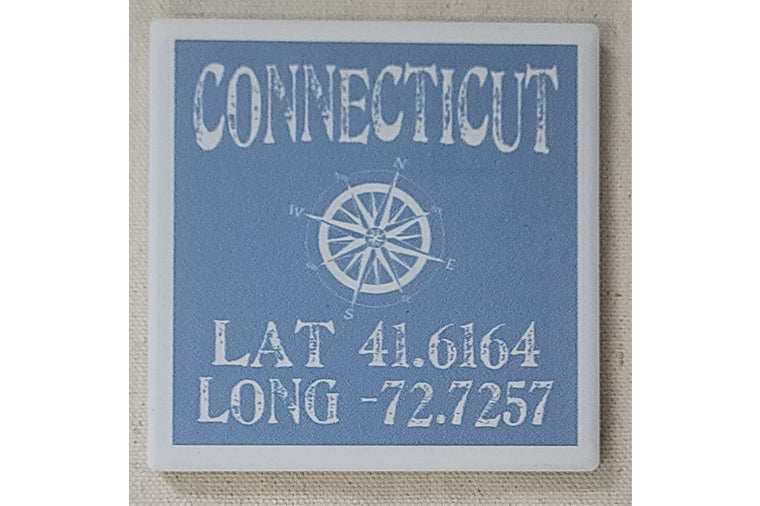 CONNECTICUT
N
W
E
S
LAT 41.6164
LONG -72.7257